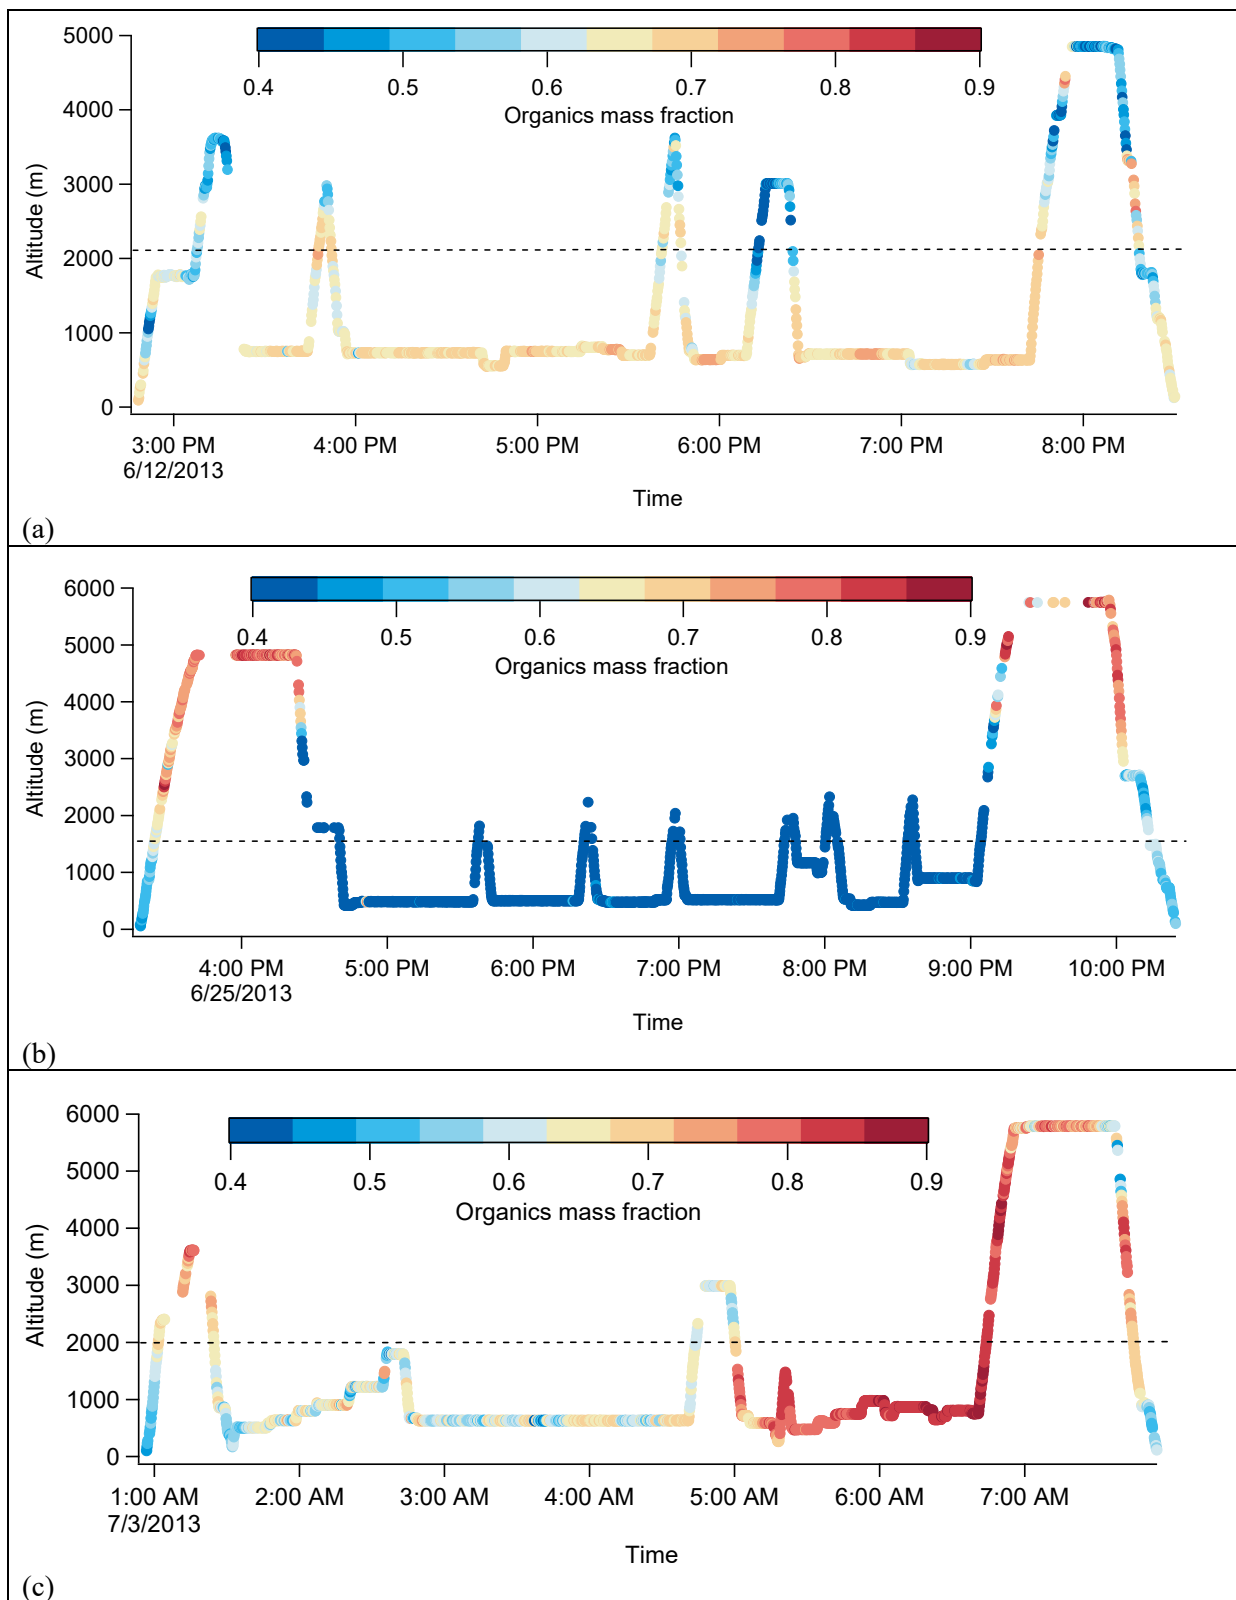 5000
4000
3000
2000
1000
0
Altitude (m)
0.4 0.5 0.6 0.7 0.8 0.9
Organics mass fraction
3:00 PM 4:00 PM 5:00 PM 6:00 PM 7:00 PM 8:00 PM
6/12/2013
Time
(a)
6000
5000
4000
3000
2000
1000
0
Altitude (m)
0.4 0.5 0.6 0.7 0.8 0.9
Organics mass fraction
4:00 PM 5:00 PM 6:00 PM 7:00 PM 8:00 PM 9:00 PM 10:00 PM
6/25/2013
Time
(b)
6000
5000
4000
3000
2000
1000
0
Altitude (m)
0.4 0.5 0.6 0.7 0.8 0.9
Organics mass fraction
1:00 AM 2:00 AM 3:00 AM 4:00 AM 5:00 AM 6:00 AM 7:00 AM
7/3/2013
Time
(c)